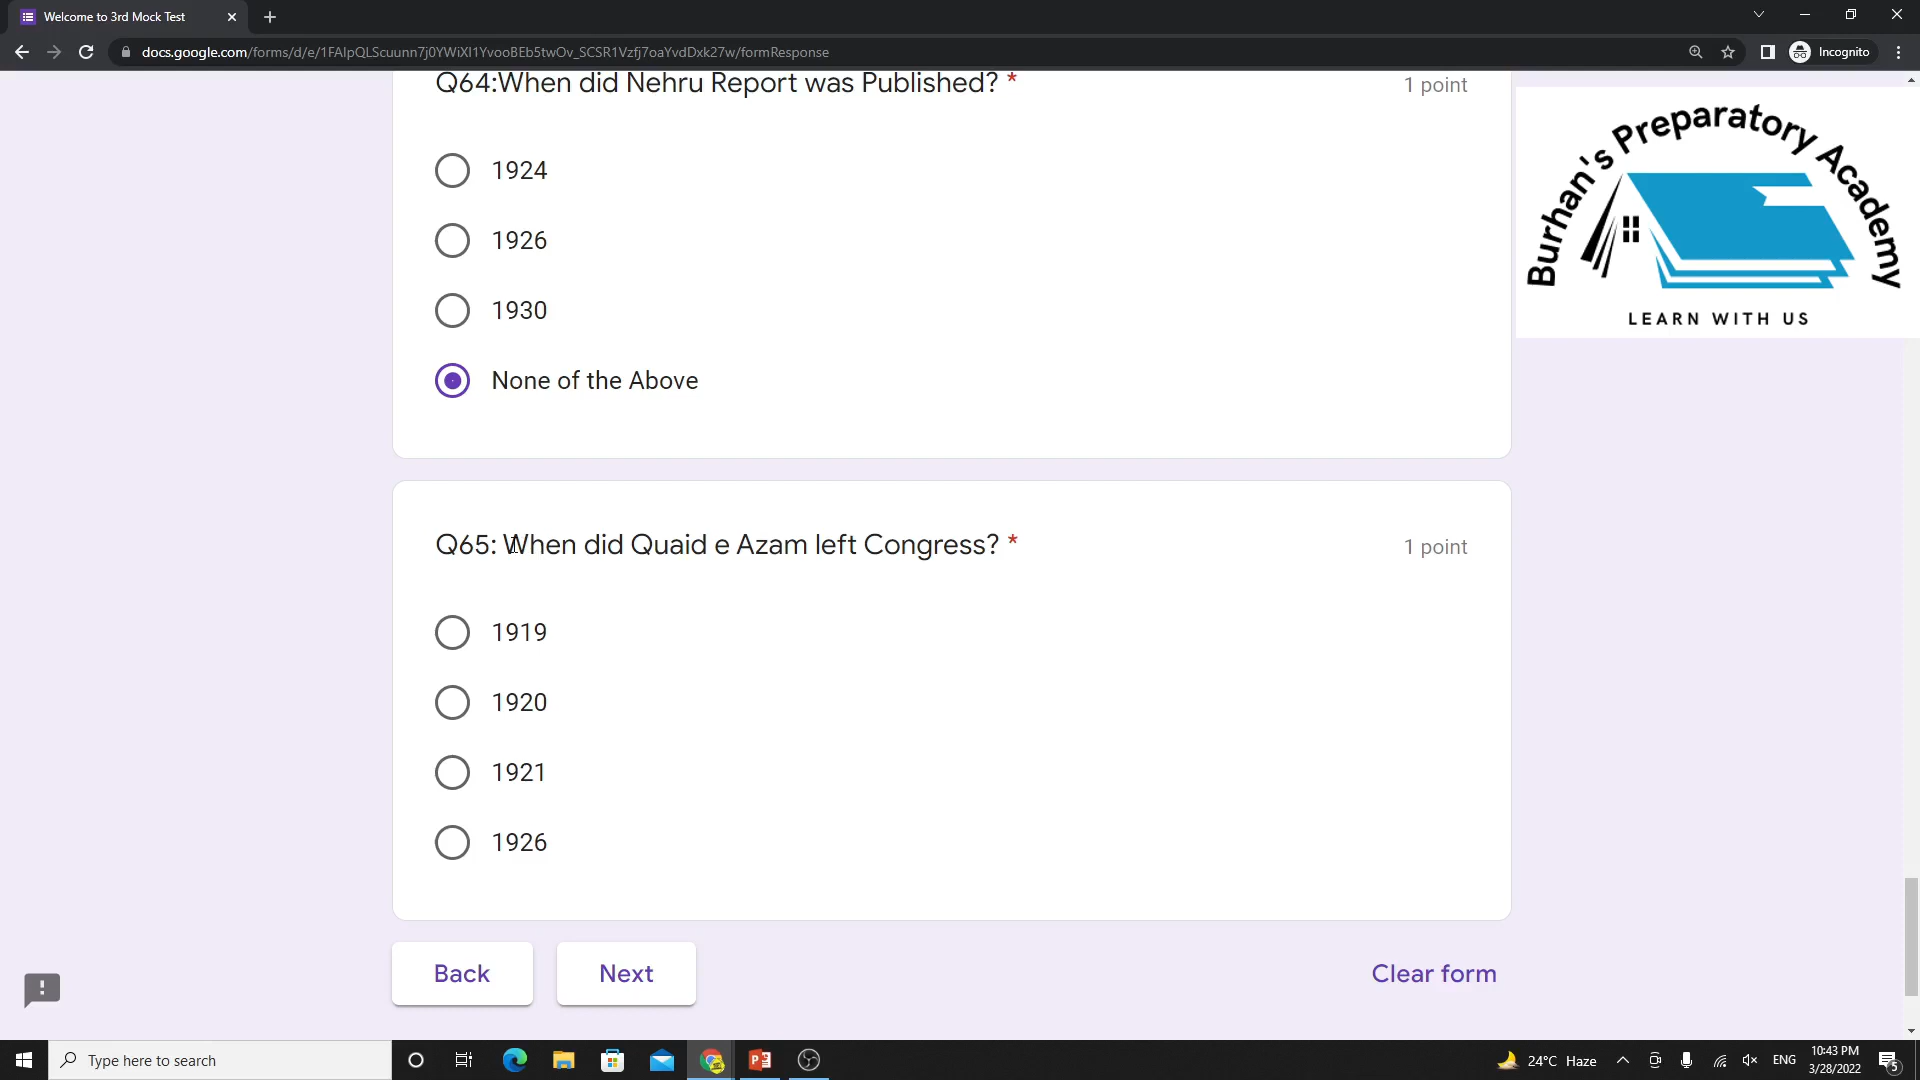 Welcome to 3rd Mock Test
docs.google.com/forms/d/e/1FAIpQLScuunn7j0YWiXI1YvooBEb5twOv_SCSR1Vzfj7oaYvdDxk27w/formResponse
Incognito
Q64:When did Nehru Report was Published? *
1 point
1924
1926
1930
None of the Above
Burhan's Preparatory Academy
LEARN WITH US
Q65: When did Quaid e Azam left Congress? *
1 point
1919
1920
1921
1926
Back
Next
Clear form
Type here to search
24°C Haze
ENG
10:43 PM
3/28/2022
5